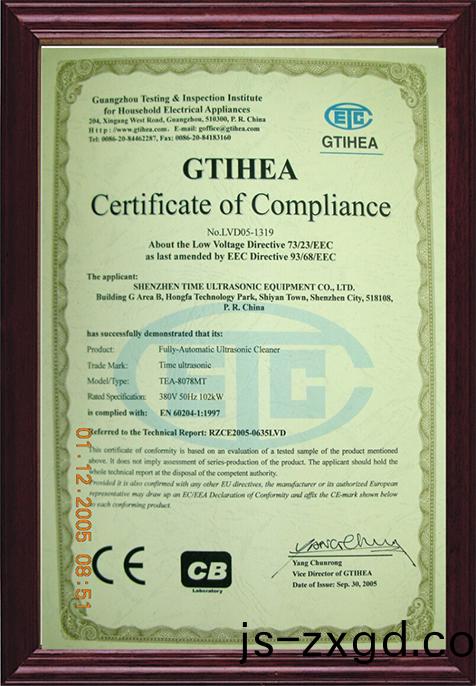 Guangzhou Testing & Inspection Institute
for Household Electrical Appliances
204, Xingang West Road, Guangzhou, 510300, P. R. China
Http://www.gtihea.com, E-mail: goffice@gtihea.com
Tel: 0086-20-84462287, Fax: 0086-20-84183160
GTIHEA
GTIHEA
Certificate of Compliance
No.LVD05-1319
About the Low Voltage Directive 73/23/EEC
as last amended by EEC Directive 93/68/EEC
The applicant:
SHENZHEN TIME ULTRASONIC EQUIPMENT CO., LTD.
Building G Area B, Hongfa Technology Park, Shiyan Town, Shenzhen City, 518108,
P. R. China
has successfully demonstrated that its:
Product: Fully-Automatic Ultrasonic Cleaner
Trade Mark: Time ultrasonic
Model/Type: TEA-8078MT
Rated Specification: 380V 50Hz 102kW
is complied with: EN 60204-1:1997
Referred to the Technical Report: RZCE2005-0635LVD
This certificate of conformity is based on an evaluation of a tested sample of the product mentioned
above. It does not imply assessment of series-production of the product. The applicant should hold the
whole technical report at the disposal of the competent authority.
Provided it is also confirmed with any other EU directives, the manufacturer or its authorized European
representative may draw up an EC/EEA Declaration of Conformity and affix the CE-mark shown below
to each conforming product.
01.12.2005 08:51
CE
CB
Laboratory
Yang Chunrong
Vice Director of GTIHEA
Date of Issue: Sep. 30, 2005
js-zxgd.co